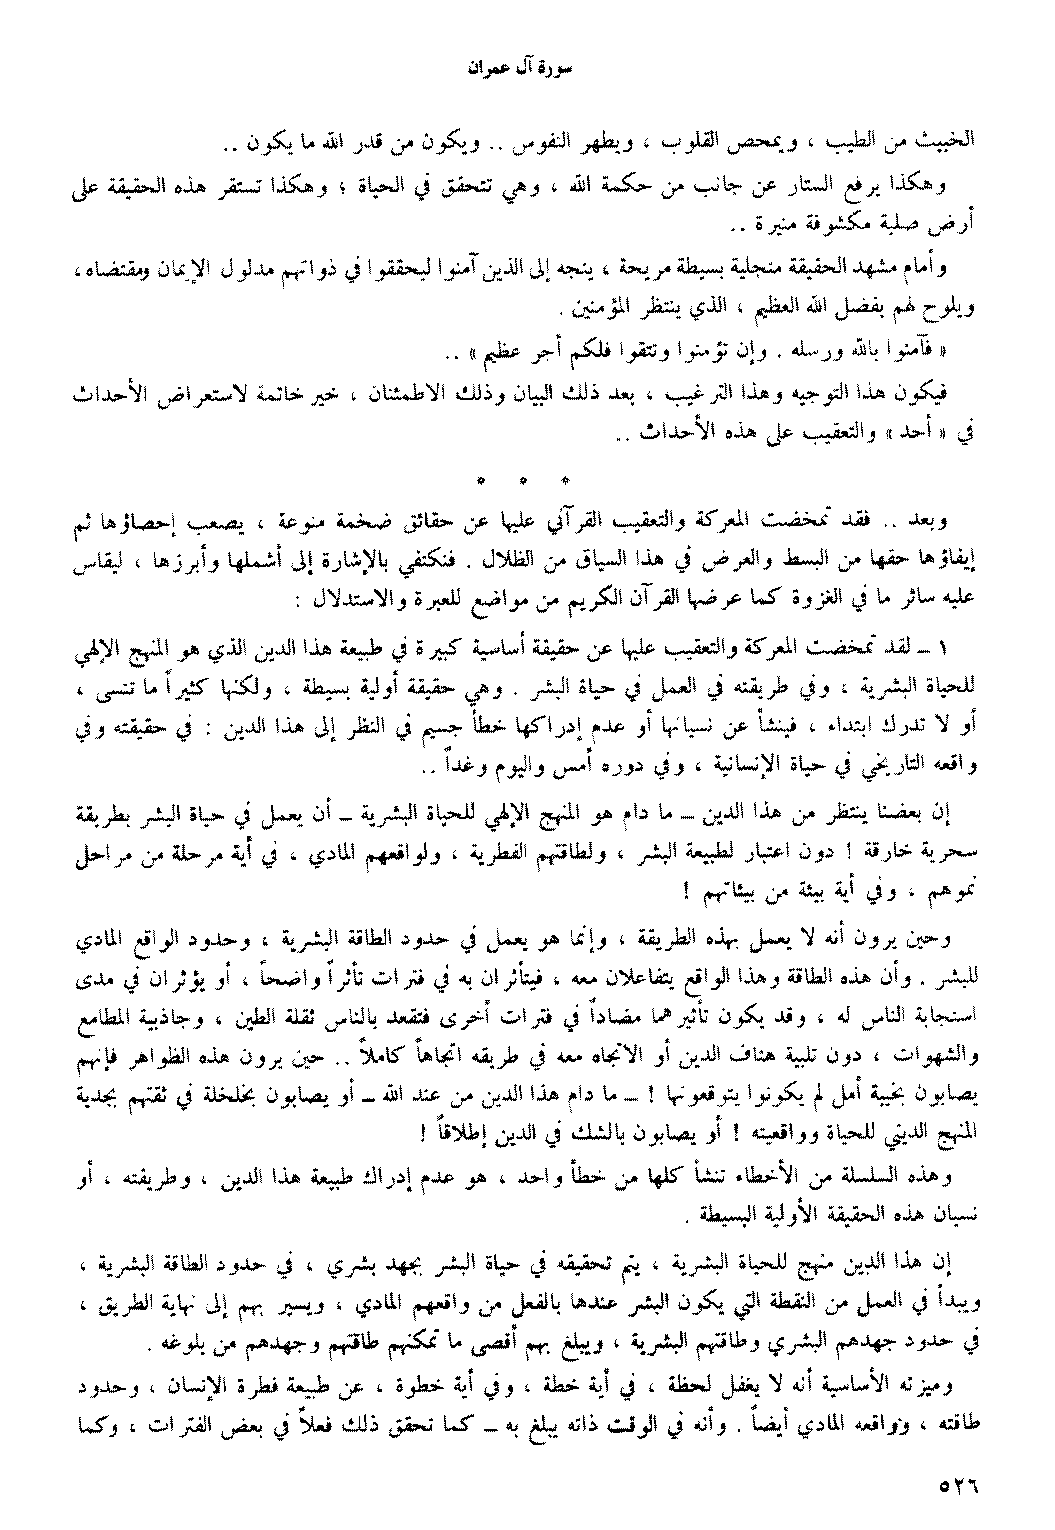 سورة آل عمران
الخبيث من الطيب ، ويمحص القلوب ، ويطهر النفوس .. ويكون من قدر الله ما يكون ..
وهكذا يرفع الستار عن جانب من حكمة الله ، وهي تتحقق في الحياة ؛ وهكذا تستقر هذه الحقيقة على
أرض صلبة مكشوفة منيرة ..
وأمام مشهد الحقيقة منجلية بسيطة مريحة ، يتجه إلى الذين آمنوا ليحققوا في ذواتهم مدلول الإيمان ومقتضاه ،
ويلوح لهم بفضل الله العظيم ، الذي ينتظر المؤمنين .
« فآمنوا بالله ورسله . وإن تؤمنوا وتتقوا فلكم أجر عظيم » ..
فيكون هذا التوجيه وهذا الترغيب ، بعد ذلك البيان وذلك الاطمئنان ، خير خاتمة لاستعراض الأحداث
في « أحد » والتعقيب على هذه الأحداث ..
* * *
وبعد .. فقد تمخضت المعركة والتعقيب القرآني عليها عن حقائق ضخمة منوعة ، يصعب إحصاؤها ثم
إيفاؤها حقها من البسط والعرض في هذا السياق من الظلال . فنكتفي بالإشارة إلى أشملها وأبرزها ، ليقاس
عليه سائر ما في الغزوة كما عرضها القرآن الكريم من مواضع للعبرة والاستدلال :
١ ــ لقد تمخضت المعركة والتعقيب عليها عن حقيقة أساسية كبيرة في طبيعة هذا الدين الذي هو المنهج الإلهي
للحياة البشرية ، وفي طريقته في العمل في حياة البشر . وهي حقيقة أولية بسيطة ، ولكنها كثيراً ما تنسى ،
أو لا تدرك ابتداء ، فينشأ عن نسيانها أو عدم إدراكها خطأ جسيم في النظر إلى هذا الدين : في حقيقته وفي
واقعه التاريخي في حياة الإنسانية ، وفي دوره أمس واليوم وغداً ..
إن بعضنا ينتظر من هذا الدين ــ ما دام هو المنهج الإلهي للحياة البشرية ــ أن يعمل في حياة البشر بطريقة
سحرية خارقة ! دون اعتبار لطبيعة البشر ، ولطاقتهم الفطرية ، ولواقعهم المادي ، في أية مرحلة من مراحل
نموهم ، وفي أية بيئة من بيئاتهم !
وحين يرون أنه لا يعمل بهذه الطريقة ، وإنما هو يعمل في حدود الطاقة البشرية ، وحدود الواقع المادي
للبشر . وأن هذه الطاقة وهذا الواقع يتفاعلان معه ، فيتأثران به في فترات تأثراً واضحاً ، أو يؤثران في مدى
استجابة الناس له ، وقد يكون تأثيرهما مضاداً في فترات أخرى فتقعد بالناس ثقلة الطين ، وجاذبية المطامع
والشهوات ، دون تلبية هتاف الدين أو الاتجاه معه في طريقه اتجاهاً كاملاً .. حين يرون هذه الظواهر فإنهم
يصابون بخيبة أمل لم يكونوا يتوقعونها ! ــ ما دام هذا الدين من عند الله ــ أو يصابون بخلخلة في ثقتهم بجدية
المنهج الديني للحياة وواقعيته ! أو يصابون بالشك في الدين إطلاقاً !
وهذه السلسلة من الأخطاء تنشأ كلها من خطأ واحد ، هو عدم إدراك طبيعة هذا الدين ، وطريقته ، أو
نسيان هذه الحقيقة الأولية البسيطة .
إن هذا الدين منهج للحياة البشرية ، يتم تحقيقه في حياة البشر بجهد بشري ، في حدود الطاقة البشرية ،
ويبدأ في العمل من النقطة التي يكون البشر عندها بالفعل من واقعهم المادي ، ويسير بهم إلى نهاية الطريق ،
في حدود جهدهم البشري وطاقتهم البشرية ، ويبلغ بهم أقصى ما تمكنهم طاقتهم وجهدهم من بلوغه .
وميزته الأساسية أنه لا يغفل لحظة ، في أية خطة ، وفي أية خطوة ، عن طبيعة فطرة الإنسان ، وحدود
طاقته ، وواقعه المادي أيضاً . وأنه في الوقت ذاته يبلغ به ــ كما تحقق ذلك فعلاً في بعض الفترات ، وكما
٥٢٦